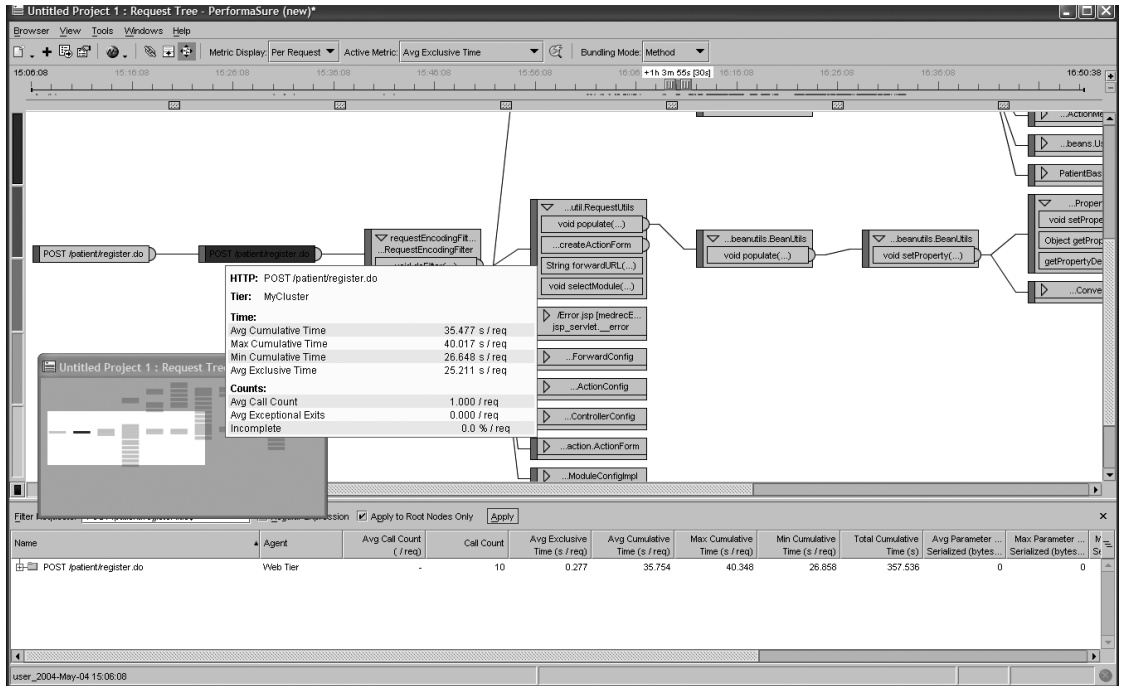 Untitled Project 1 : Request Tree - PerformaSure (new)*
Browser View Tools Windows Help
Metric Display: Per Request Active Metric: Avg Exclusive Time Bundling Mode: Method
15:06:08 15:16:08 15:26:08 15:36:08 15:46:08 15:56:08 16:06: +1h 3m 55s [30s] 16:16:08 16:26:08 16:36:08 16:50:38
...ActionMe
...beans.Us
PatientBas
...util.RequestUtils
void populate(...)
...createActionForm
String forwardURL(...)
void selectModule(...)
...Proper
void setPrope
Object getProp
getPropertyDe
...Conve
requestEncodingFilt...
...RequestEncodingFilter
void doFilter(...)
...beanutils.BeanUtils
void populate(...)
...beanutils.BeanUtils
void setProperty(...)
POST /patient/register.do
POST /patient/register.do
HTTP: POST /patient/register.do
Tier: MyCluster
Time:
Avg Cumulative Time 35.477 s / req
Max Cumulative Time 40.017 s / req
Min Cumulative Time 26.648 s / req
Avg Exclusive Time 25.211 s / req
Counts:
Avg Call Count 1.000 / req
Avg Exceptional Exits 0.000 / req
Incomplete 0.0 % / req
/Error.jsp [medrecE...
jsp_servlet.__error
...ForwardConfig
...ActionConfig
...ControllerConfig
...action.ActionForm
...ModuleConfigImpl
Untitled Project 1 : Request Tre
Filter Apply to Root Nodes Only Apply
Name Agent Avg Call Count ( / req) Call Count Avg Exclusive Time (s / req) Avg Cumulative Time (s / req) Max Cumulative Time (s / req) Min Cumulative Time (s / req) Total Cumulative Time (s) Avg Parameter ... Serialized (bytes... Max Parameter ... Serialized (bytes... M Se
POST /patient/register.do Web Tier - 10 0.277 35.754 40.348 26.858 357.536 0 0
user_2004-May-04 15:06:08